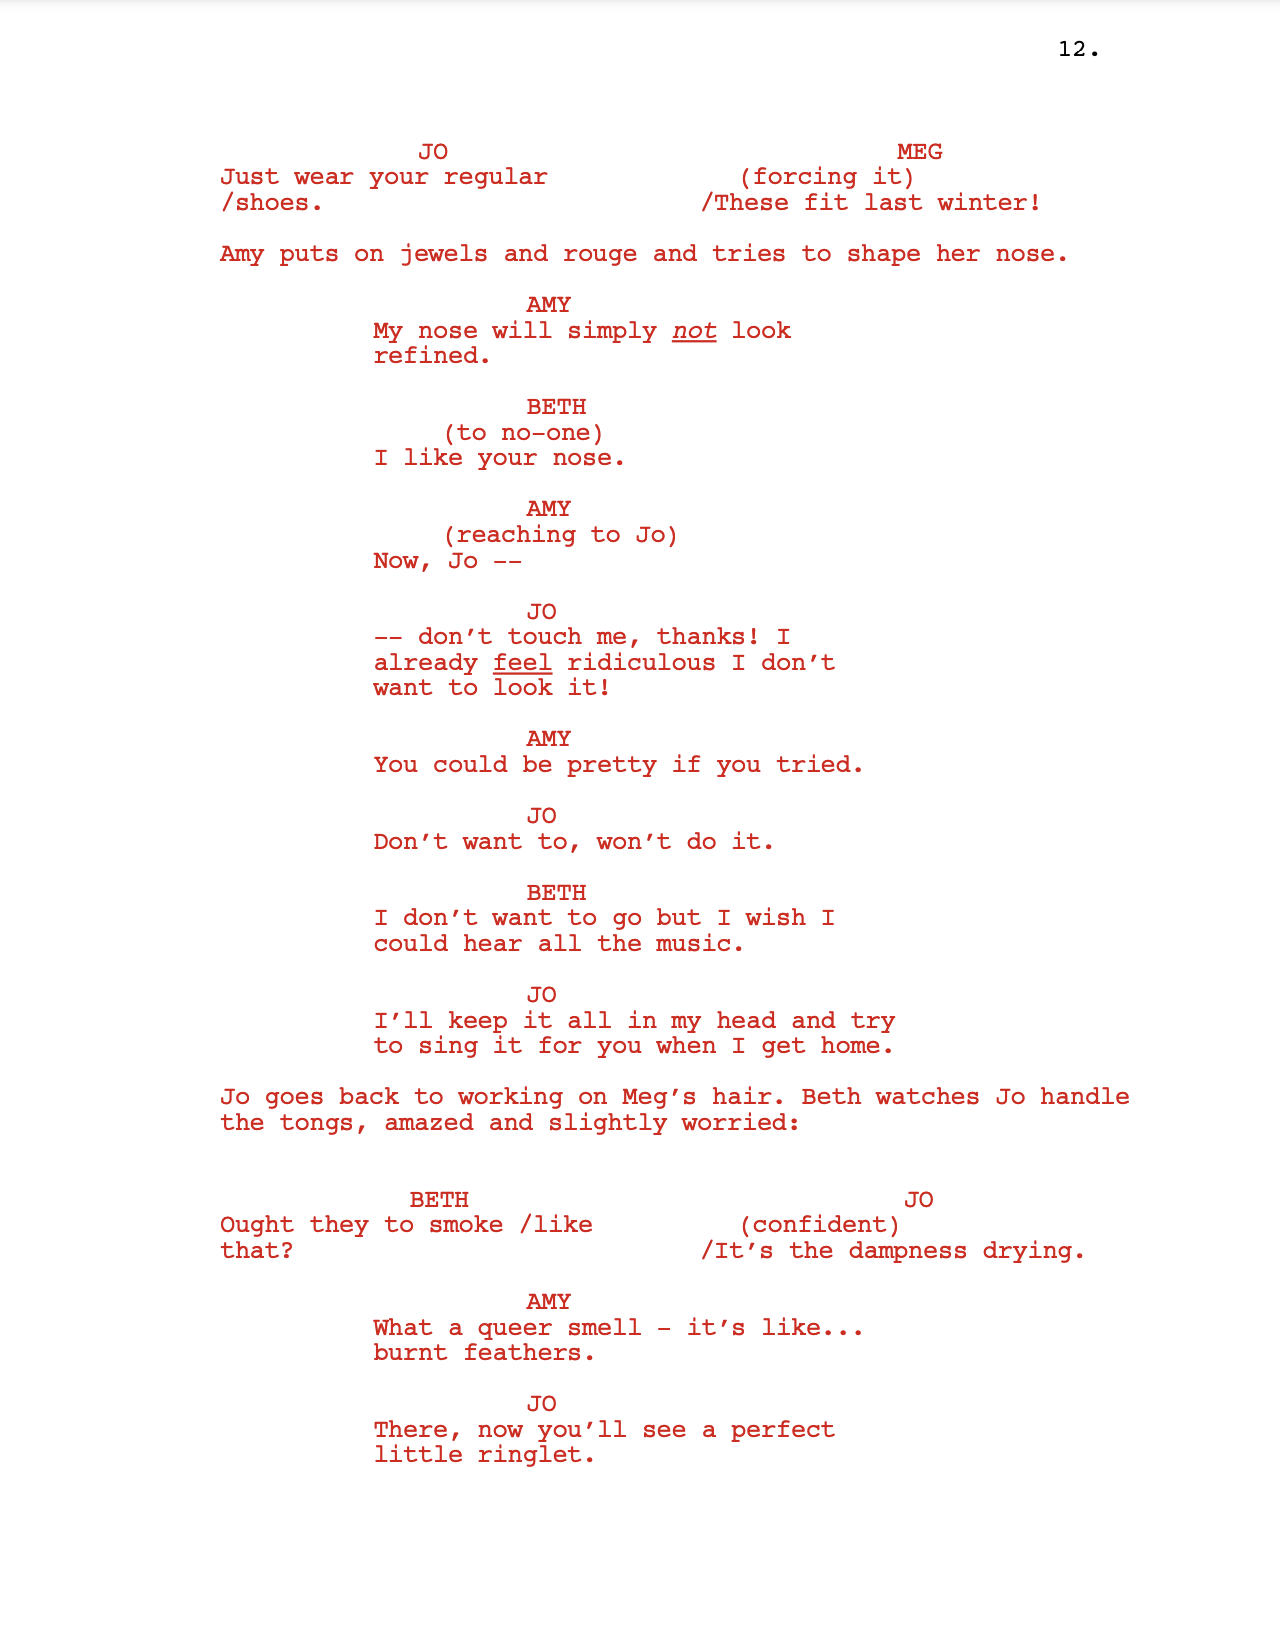 12.
JO
Just wear your regular
/shoes.
MEG
(forcing it)
/These fit last winter!
Amy puts on jewels and rouge and tries to shape her nose.
AMY
My nose will simply not look
refined.
BETH
(to no-one)
I like your nose.
AMY
(reaching to Jo)
Now, Jo --
JO
-- don’t touch me, thanks! I
already feel ridiculous I don’t
want to look it!
AMY
You could be pretty if you tried.
JO
Don’t want to, won’t do it.
BETH
I don’t want to go but I wish I
could hear all the music.
JO
I’ll keep it all in my head and try
to sing it for you when I get home.
Jo goes back to working on Meg’s hair. Beth watches Jo handle
the tongs, amazed and slightly worried:
BETH
Ought they to smoke /like
that?
JO
(confident)
/It’s the dampness drying.
AMY
What a queer smell - it’s like...
burnt feathers.
JO
There, now you’ll see a perfect
little ringlet.